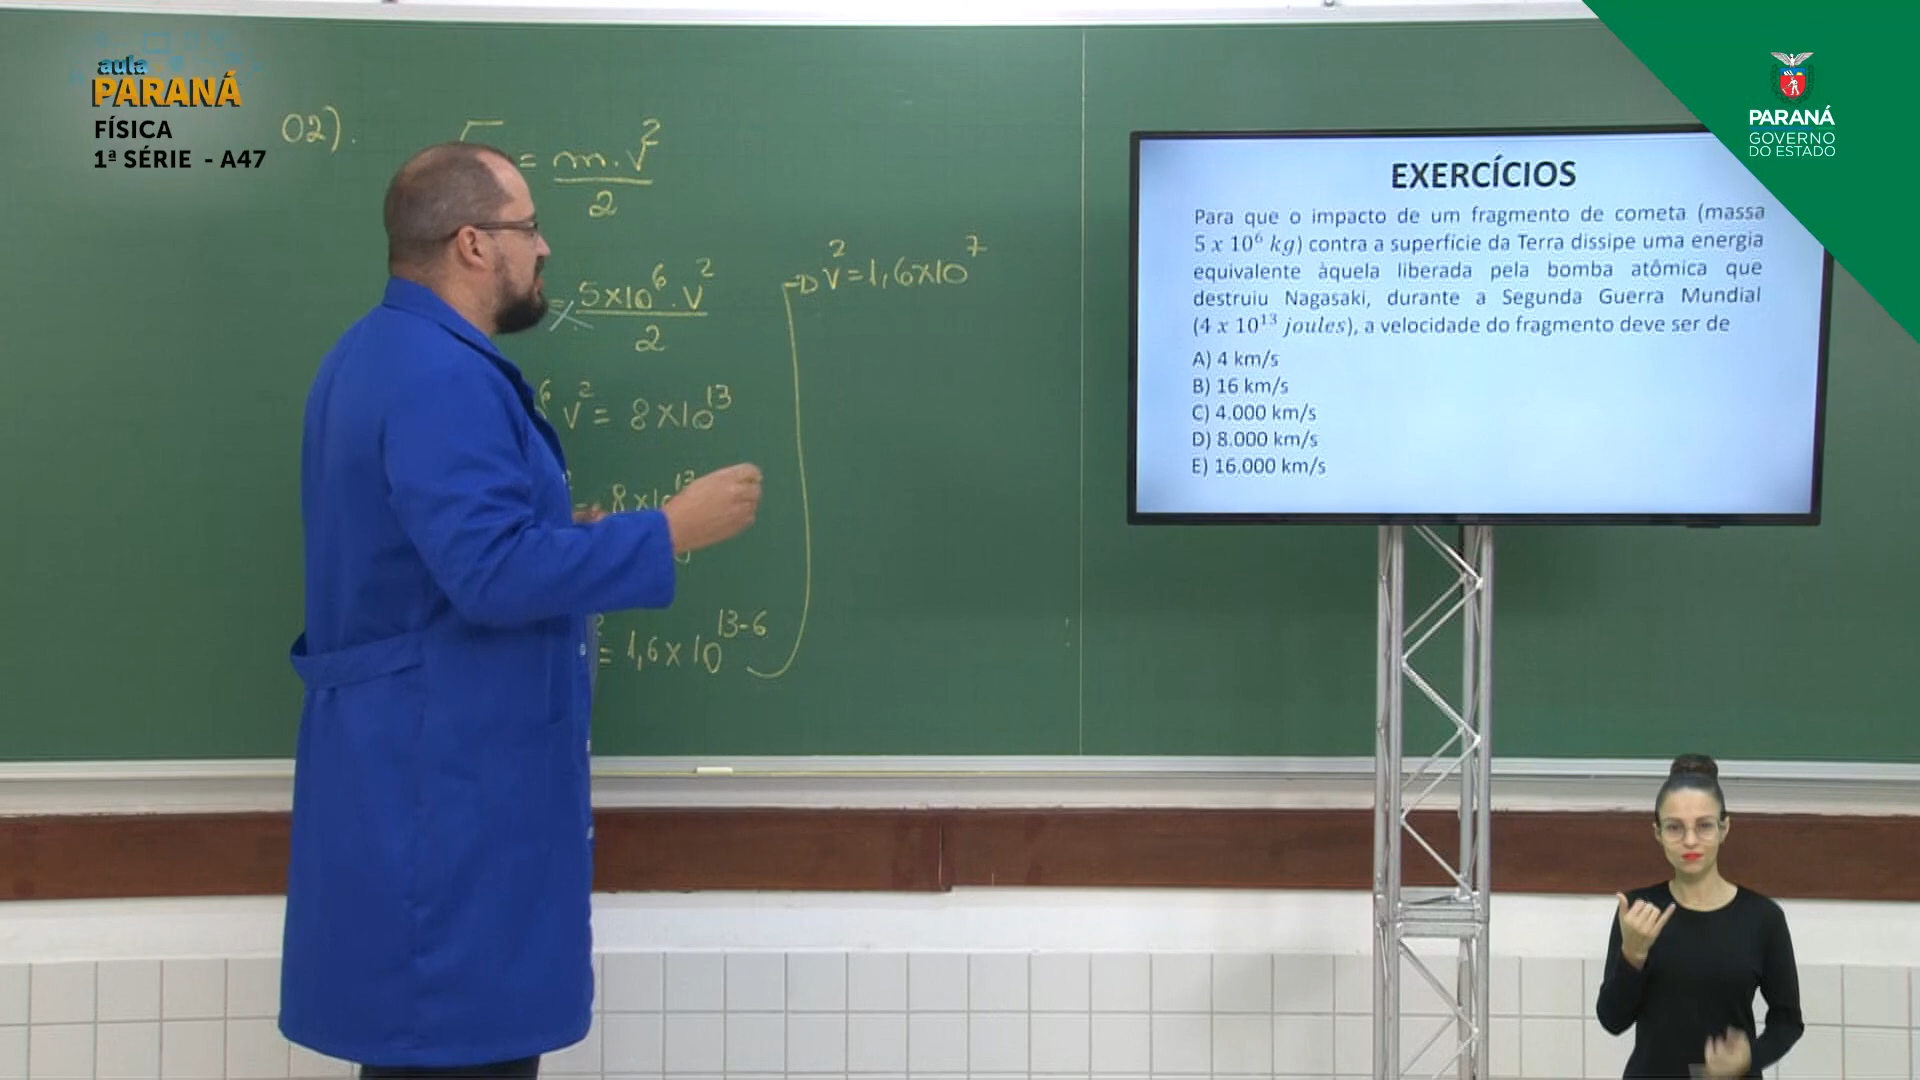 aula
PARANÁ
FÍSICA
1ª SÉRIE - A47
02).
= m.v²
2
= 5x10⁶.v²
2
⁶ v² = 8x10¹³
= 8x10¹³
= 1,6x10¹³⁻⁶
v² = 1,6x10⁷
EXERCÍCIOS
Para que o impacto de um fragmento de cometa (massa
5 x 10⁶ kg) contra a superfície da Terra dissipe uma energia
equivalente àquela liberada pela bomba atômica que
destruiu Nagasaki, durante a Segunda Guerra Mundial
(4 x 10¹³ joules), a velocidade do fragmento deve ser de
A) 4 km/s
B) 16 km/s
C) 4.000 km/s
D) 8.000 km/s
E) 16.000 km/s
PARANÁ
GOVERNO
DO ESTADO